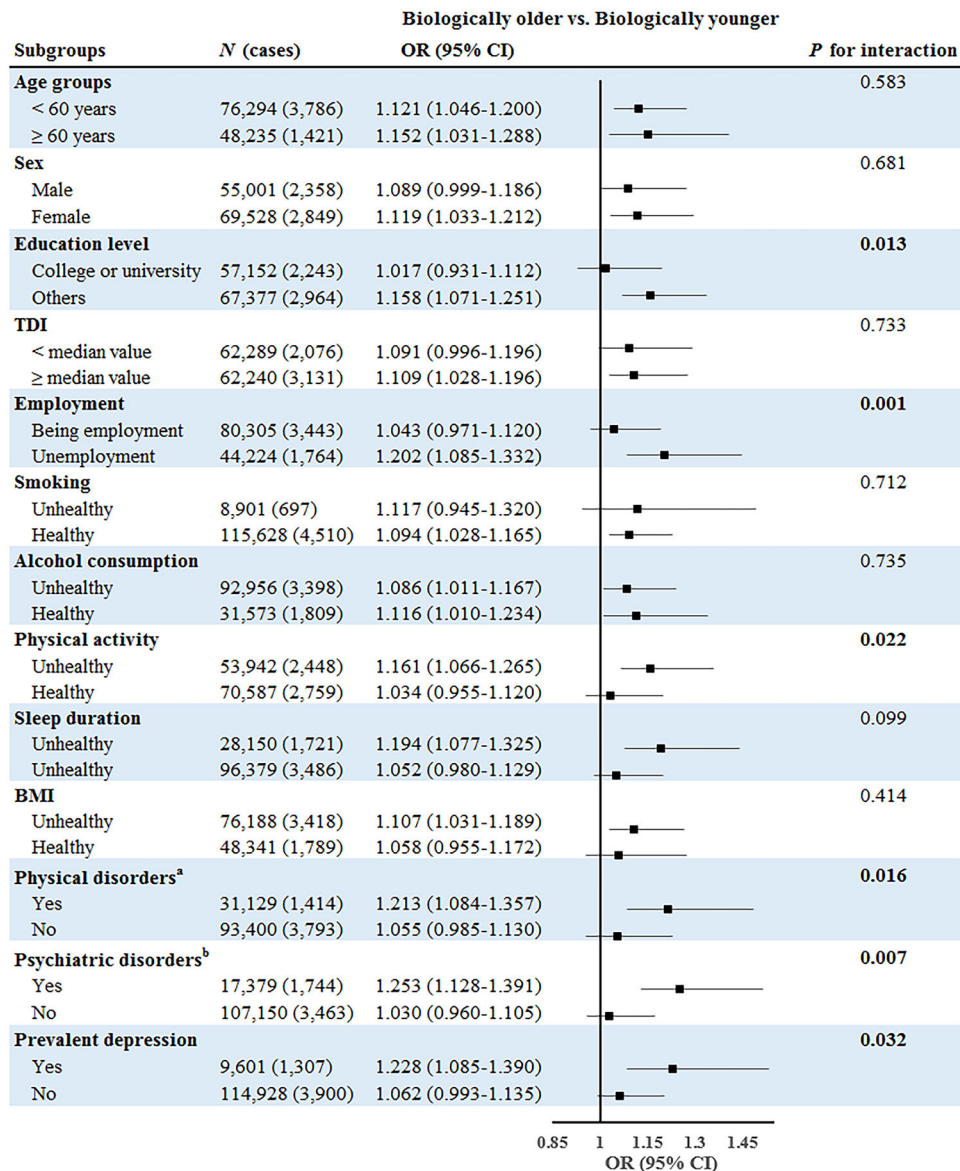 Biologically older vs. Biologically younger
Subgroups N (cases) OR (95% CI) P for interaction
Age groups 0.583
< 60 years 76,294 (3,786) 1.121 (1.046-1.200)
≥ 60 years 48,235 (1,421) 1.152 (1.031-1.288)
Sex 0.681
Male 55,001 (2,358) 1.089 (0.999-1.186)
Female 69,528 (2,849) 1.119 (1.033-1.212)
Education level 0.013
College or university 57,152 (2,243) 1.017 (0.931-1.112)
Others 67,377 (2,964) 1.158 (1.071-1.251)
TDI 0.733
< median value 62,289 (2,076) 1.091 (0.996-1.196)
≥ median value 62,240 (3,131) 1.109 (1.028-1.196)
Employment 0.001
Being employment 80,305 (3,443) 1.043 (0.971-1.120)
Unemployment 44,224 (1,764) 1.202 (1.085-1.332)
Smoking 0.712
Unhealthy 8,901 (697) 1.117 (0.945-1.320)
Healthy 115,628 (4,510) 1.094 (1.028-1.165)
Alcohol consumption 0.735
Unhealthy 92,956 (3,398) 1.086 (1.011-1.167)
Healthy 31,573 (1,809) 1.116 (1.010-1.234)
Physical activity 0.022
Unhealthy 53,942 (2,448) 1.161 (1.066-1.265)
Healthy 70,587 (2,759) 1.034 (0.955-1.120)
Sleep duration 0.099
Unhealthy 28,150 (1,721) 1.194 (1.077-1.325)
Unhealthy 96,379 (3,486) 1.052 (0.980-1.129)
BMI 0.414
Unhealthy 76,188 (3,418) 1.107 (1.031-1.189)
Healthy 48,341 (1,789) 1.058 (0.955-1.172)
Physical disordersᵃ 0.016
Yes 31,129 (1,414) 1.213 (1.084-1.357)
No 93,400 (3,793) 1.055 (0.985-1.130)
Psychiatric disordersᵇ 0.007
Yes 17,379 (1,744) 1.253 (1.128-1.391)
No 107,150 (3,463) 1.030 (0.960-1.105)
Prevalent depression 0.032
Yes 9,601 (1,307) 1.228 (1.085-1.390)
No 114,928 (3,900) 1.062 (0.993-1.135)
0.85 1 1.15 1.3 1.45
OR (95% CI)